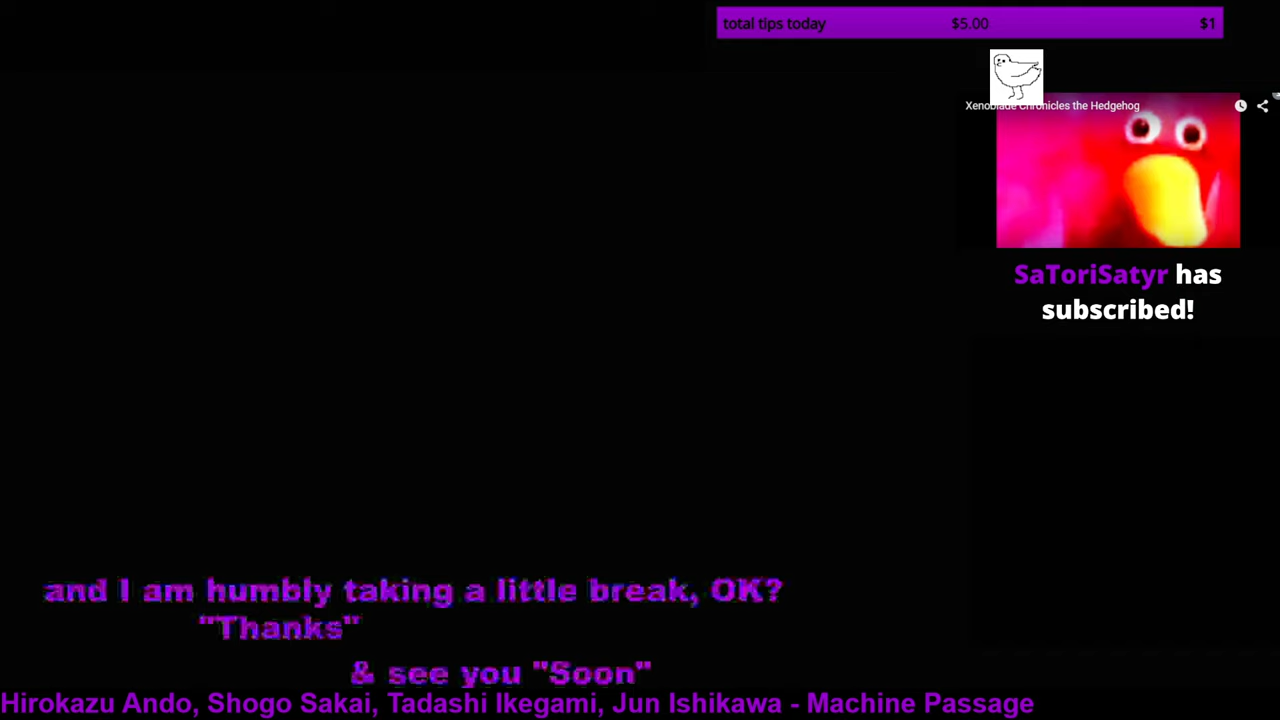 total tips today $5.00 $1
Xenoblade Chronicles the Hedgehog
SaToriSatyr has
subscribed!
and I am humbly taking a little break, OK?
"Thanks"
& see you "Soon"
Hirokazu Ando, Shogo Sakai, Tadashi Ikegami, Jun Ishikawa - Machine Passage